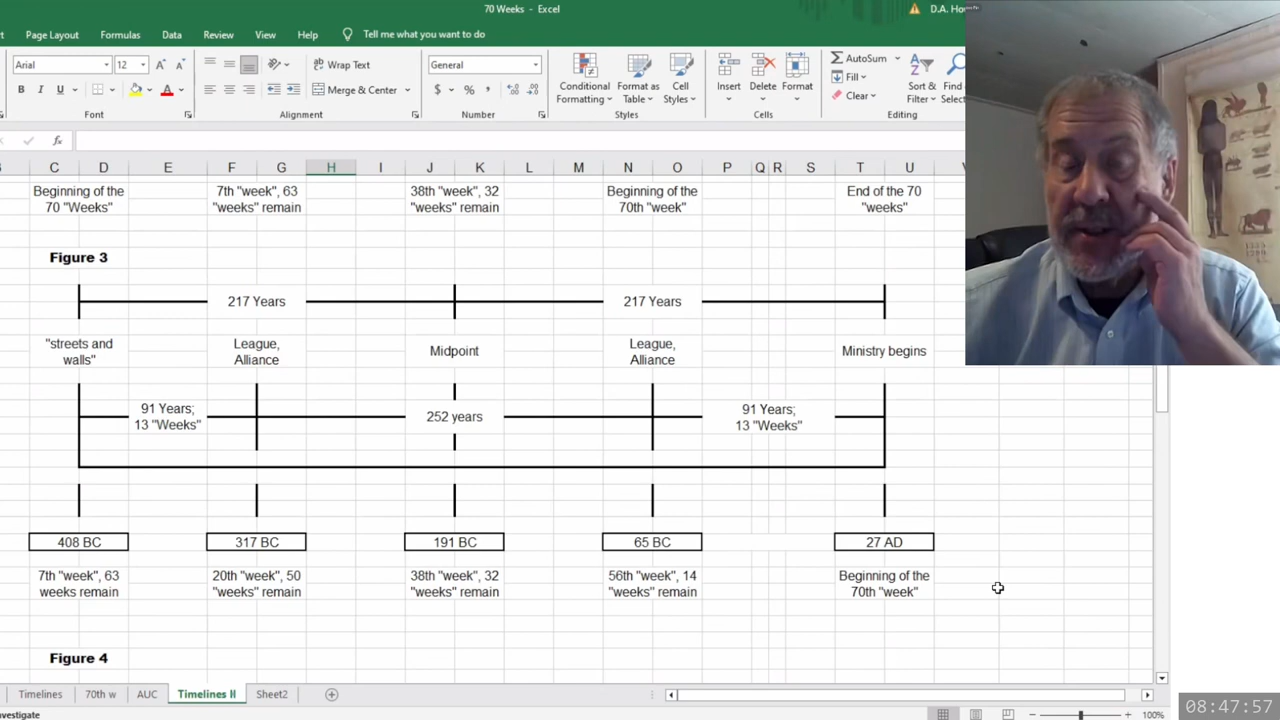 70 Weeks - Excel
D.A. Ho
Page Layout Formulas Data Review View Help Tell me what you want to do
Arial 12 A A Wrap Text General AutoSum
Fill
Clear
B I U A Merge & Center $ % ,
Conditional Formatting Format as Table Cell Styles Insert Delete Format Sort & Filter Find & Select
Font Alignment Number Styles Cells Editing
fx
C D E F G H I J K L M N O P Q R S T U
Beginning of the 70 "Weeks"
7th "week", 63 "weeks" remain
38th "week", 32 "weeks" remain
Beginning of the 70th "week"
End of the 70 "weeks"
Figure 3
217 Years 217 Years
"streets and walls"
League, Alliance
Midpoint
League, Alliance
Ministry begins
91 Years; 13 "Weeks"
252 years
91 Years; 13 "Weeks"
408 BC 317 BC 191 BC 65 BC 27 AD
7th "week", 63 weeks remain
20th "week", 50 "weeks" remain
38th "week", 32 "weeks" remain
56th "week", 14 "weeks" remain
Beginning of the 70th "week"
Figure 4
Timelines 70th w AUC Timelines II Sheet2
nvestigate 100%
08:47:57